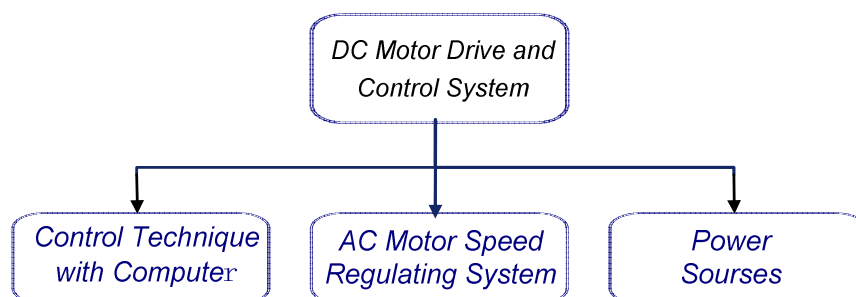 DC Motor Drive and
Control System
Control Technique
with Computer
AC Motor Speed
Regulating System
Power
Sourses